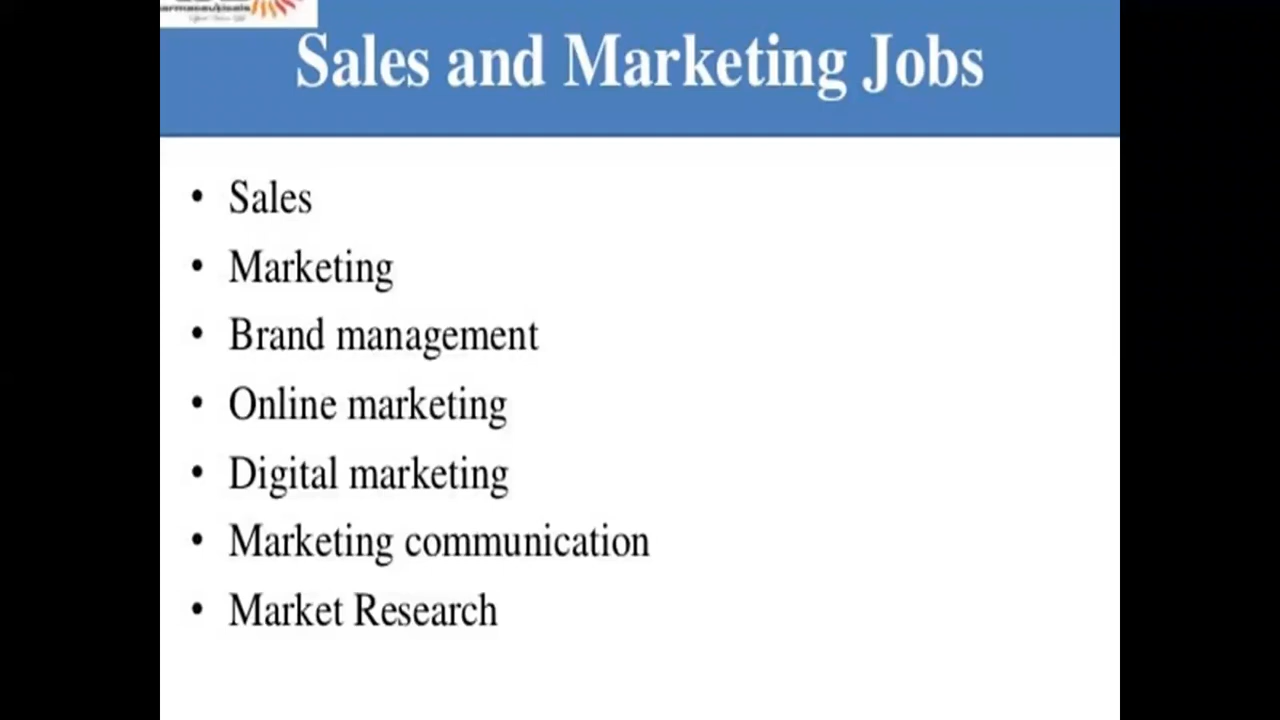 Sales and Marketing Jobs
• Sales
• Marketing
• Brand management
• Online marketing
• Digital marketing
• Marketing communication
• Market Research